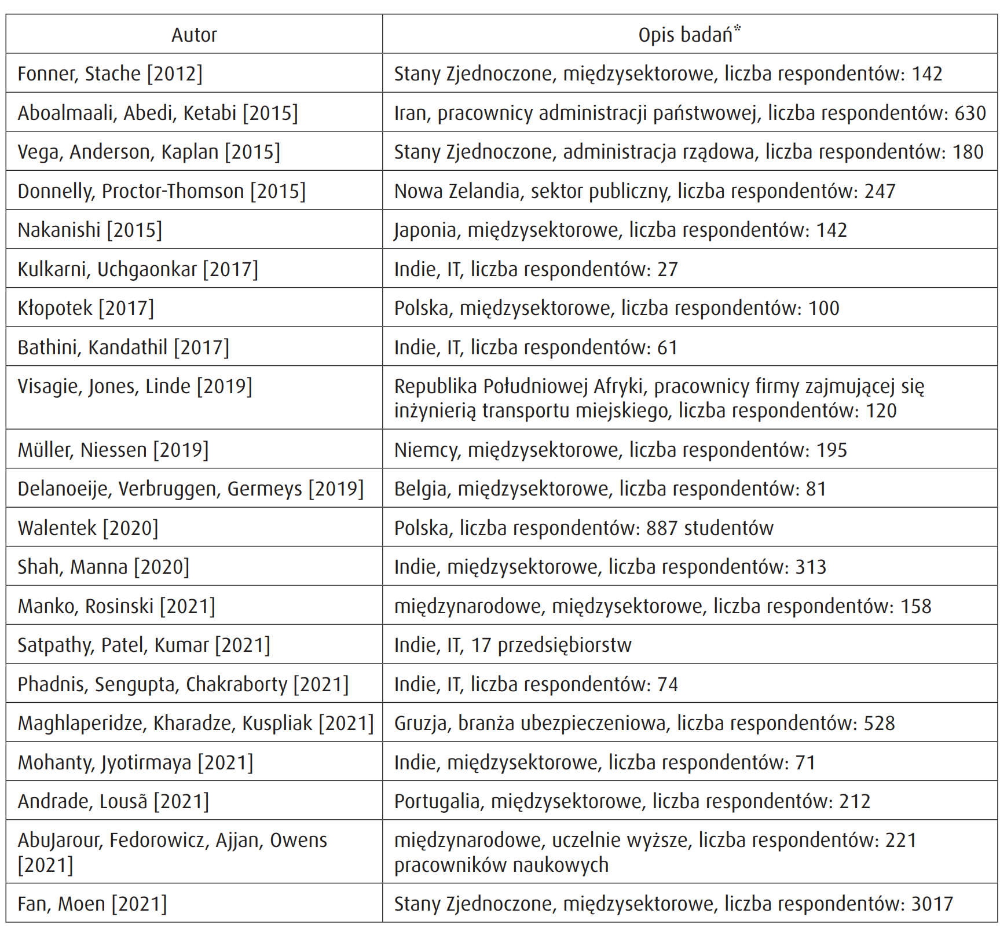 Autor
Opis badań*
Fonner, Stache [2012]
Stany Zjednoczone, międzysektorowe, liczba respondentów: 142
Aboalmaali, Abedi, Ketabi [2015]
Iran, pracownicy administracji państwowej, liczba respondentów: 630
Vega, Anderson, Kaplan [2015]
Stany Zjednoczone, administracja rządowa, liczba respondentów: 180
Donnelly, Proctor-Thomson [2015]
Nowa Zelandia, sektor publiczny, liczba respondentów: 247
Nakanishi [2015]
Japonia, międzysektorowe, liczba respondentów: 142
Kulkarni, Uchgaonkar [2017]
Indie, IT, liczba respondentów: 27
Kłopotek [2017]
Polska, międzysektorowe, liczba respondentów: 100
Bathini, Kandathil [2017]
Indie, IT, liczba respondentów: 61
Visagie, Jones, Linde [2019]
Republika Południowej Afryki, pracownicy firmy zajmującej się
inżynierią transportu miejskiego, liczba respondentów: 120
Müller, Niessen [2019]
Niemcy, międzysektorowe, liczba respondentów: 195
Delanoeije, Verbruggen, Germeys [2019]
Belgia, międzysektorowe, liczba respondentów: 81
Walentek [2020]
Polska, liczba respondentów: 887 studentów
Shah, Manna [2020]
Indie, międzysektorowe, liczba respondentów: 313
Manko, Rosinski [2021]
międzynarodowe, międzysektorowe, liczba respondentów: 158
Satpathy, Patel, Kumar [2021]
Indie, IT, 17 przedsiębiorstw
Phadnis, Sengupta, Chakraborty [2021]
Indie, IT, liczba respondentów: 74
Maghlaperidze, Kharadze, Kuspliak [2021]
Gruzja, branża ubezpieczeniowa, liczba respondentów: 528
Mohanty, Jyotirmaya [2021]
Indie, międzysektorowe, liczba respondentów: 71
Andrade, Lousã [2021]
Portugalia, międzysektorowe, liczba respondentów: 212
AbuJarour, Fedorowicz, Ajjan, Owens
[2021]
międzynarodowe, uczelnie wyższe, liczba respondentów: 221
pracowników naukowych
Fan, Moen [2021]
Stany Zjednoczone, międzysektorowe, liczba respondentów: 3017